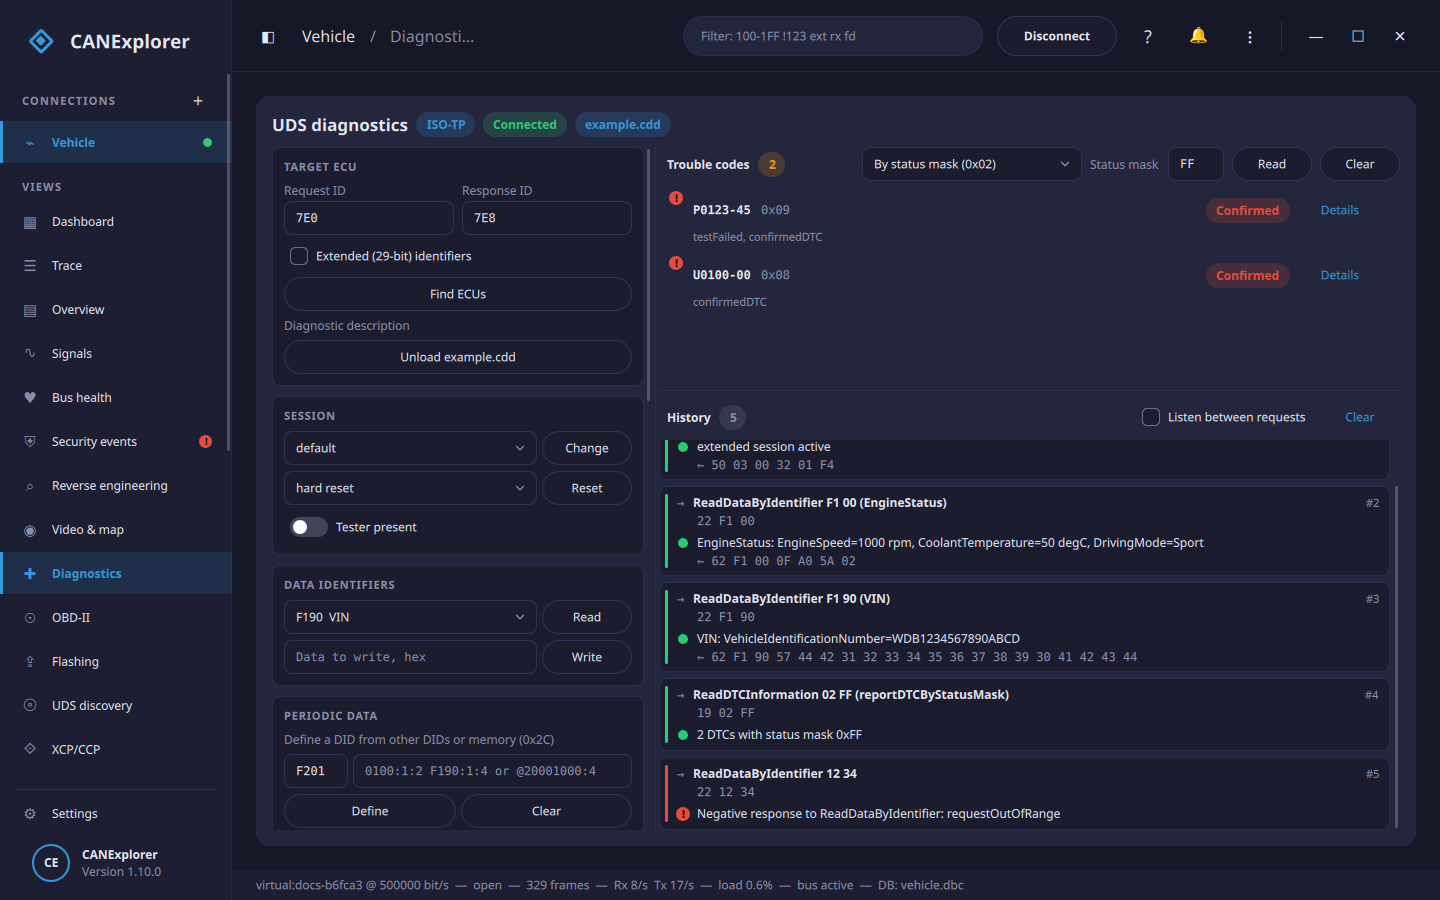 CANExplorer
CONNECTIONS +
Vehicle
VIEWS
Dashboard
Trace
Overview
Signals
Bus health
Security events !
Reverse engineering
Video & map
Diagnostics
OBD-II
Flashing
UDS discovery
XCP/CCP
Settings
CE
CANExplorer
Version 1.10.0
Vehicle / Diagnosti...
Filter: 100-1FF !123 ext rx fd
Disconnect
?
UDS diagnostics ISO-TP Connected example.cdd
TARGET ECU
Request ID Response ID
7E0 7E8
Extended (29-bit) identifiers
Find ECUs
Diagnostic description
Unload example.cdd
SESSION
default Change
hard reset Reset
Tester present
DATA IDENTIFIERS
F190 VIN Read
Data to write, hex Write
PERIODIC DATA
Define a DID from other DIDs or memory (0x2C)
F201 0100:1:2 F190:1:4 or @20001000:4
Define Clear
Trouble codes 2 By status mask (0x02) Status mask FF Read Clear
! P0123-45 0x09 Confirmed Details
testFailed, confirmedDTC
! U0100-00 0x08 Confirmed Details
confirmedDTC
History 5 Listen between requests Clear
extended session active
← 50 03 00 32 01 F4
→ ReadDataByIdentifier F1 00 (EngineStatus) #2
22 F1 00
EngineStatus: EngineSpeed=1000 rpm, CoolantTemperature=50 degC, DrivingMode=Sport
← 62 F1 00 0F A0 5A 02
→ ReadDataByIdentifier F1 90 (VIN) #3
22 F1 90
VIN: VehicleIdentificationNumber=WDB1234567890ABCD
← 62 F1 90 57 44 42 31 32 33 34 35 36 37 38 39 30 41 42 43 44
→ ReadDTCInformation 02 FF (reportDTCByStatusMask) #4
19 02 FF
2 DTCs with status mask 0xFF
→ ReadDataByIdentifier 12 34 #5
22 12 34
! Negative response to ReadDataByIdentifier: requestOutOfRange
virtual:docs-b6fca3 @ 500000 bit/s — open — 329 frames — Rx 8/s Tx 17/s — load 0.6% — bus active — DB: vehicle.dbc